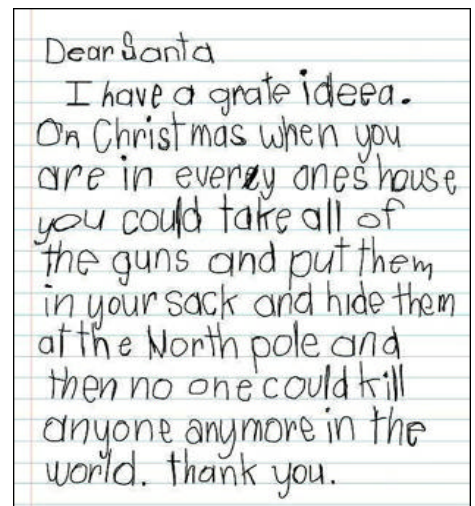 Dear Santa
I have a grate ideea.
On Christmas when you
are in everey ones house
you could take all of
the guns and put them
in your sack and hide them
at the North pole and
then no one could kill
anyone anymore in the
world. thank you.